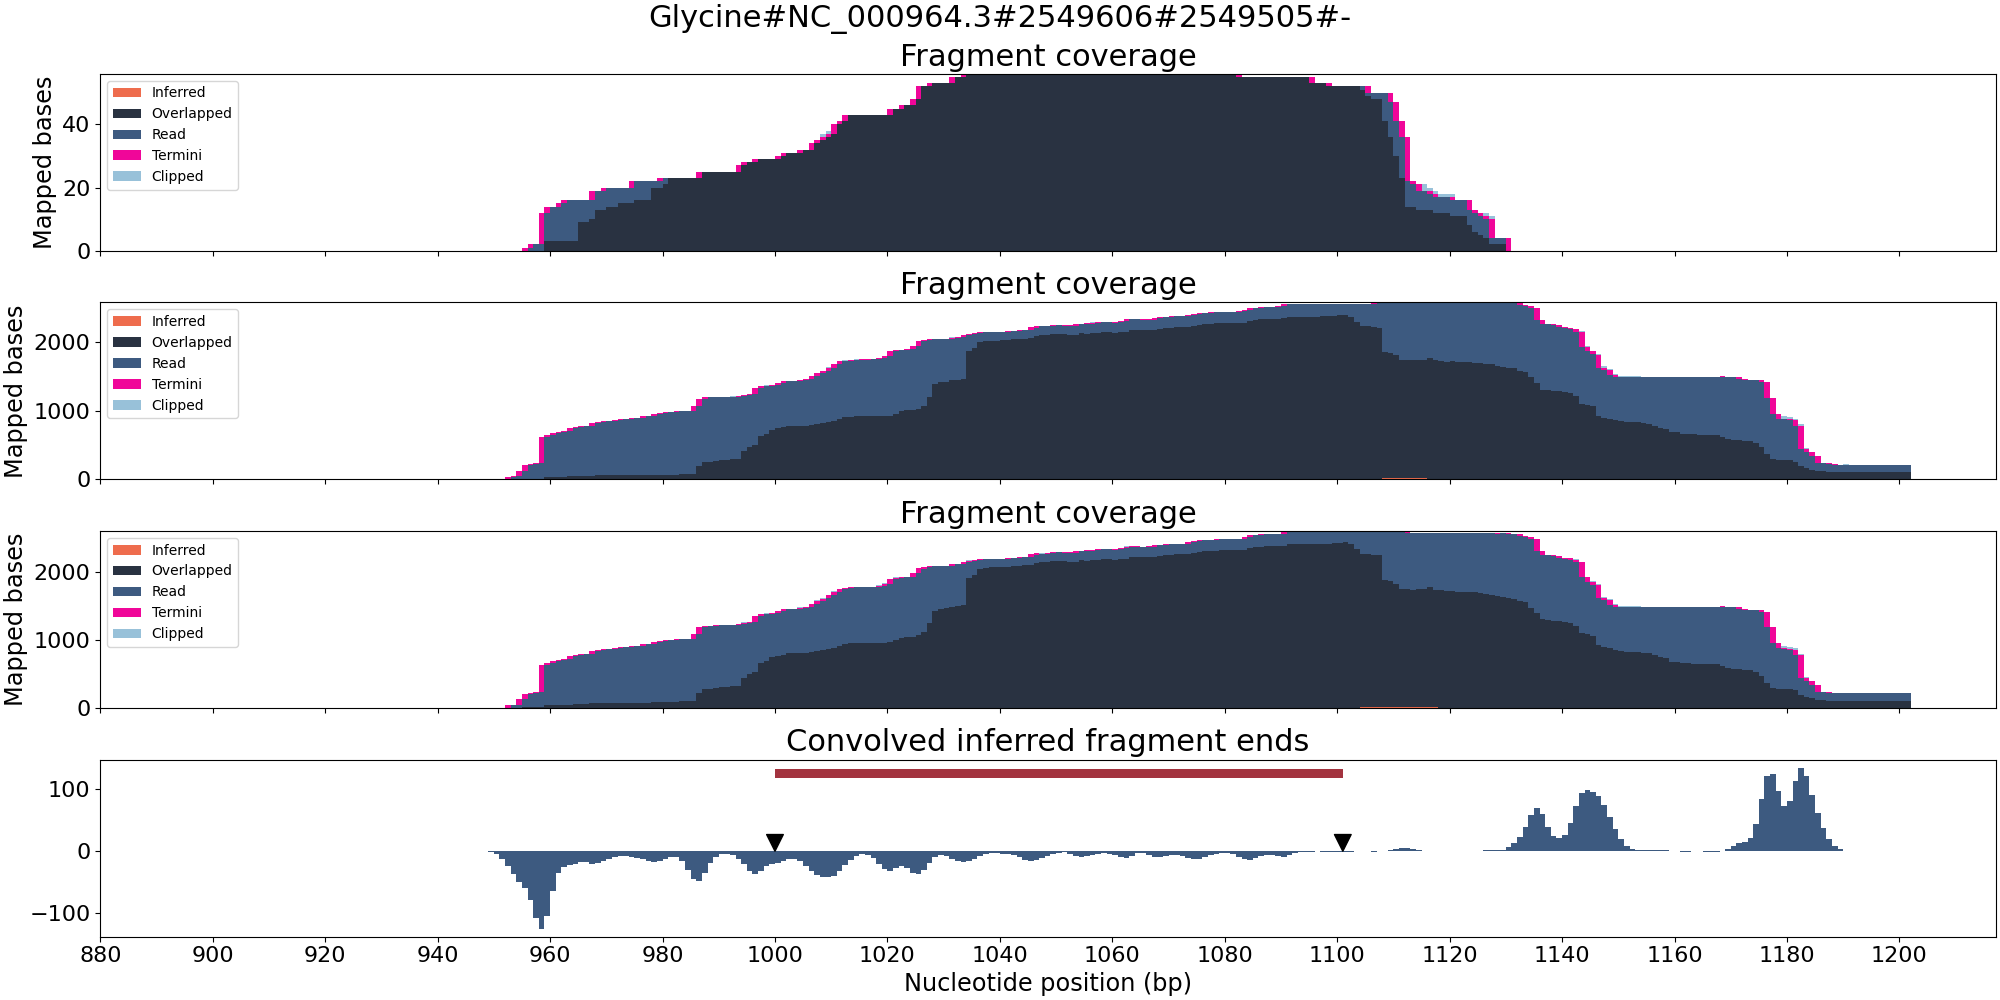 Glycine#NC_000964.3#2549606#2549505#-
Fragment coverage
Mapped bases
40
20
0
Inferred
Overlapped
Read
Termini
Clipped
Fragment coverage
Mapped bases
2000
1000
0
Inferred
Overlapped
Read
Termini
Clipped
Fragment coverage
Mapped bases
2000
1000
0
Inferred
Overlapped
Read
Termini
Clipped
Convolved inferred fragment ends
100
0
−100
880 900 920 940 960 980 1000 1020 1040 1060 1080 1100 1120 1140 1160 1180 1200
Nucleotide position (bp)